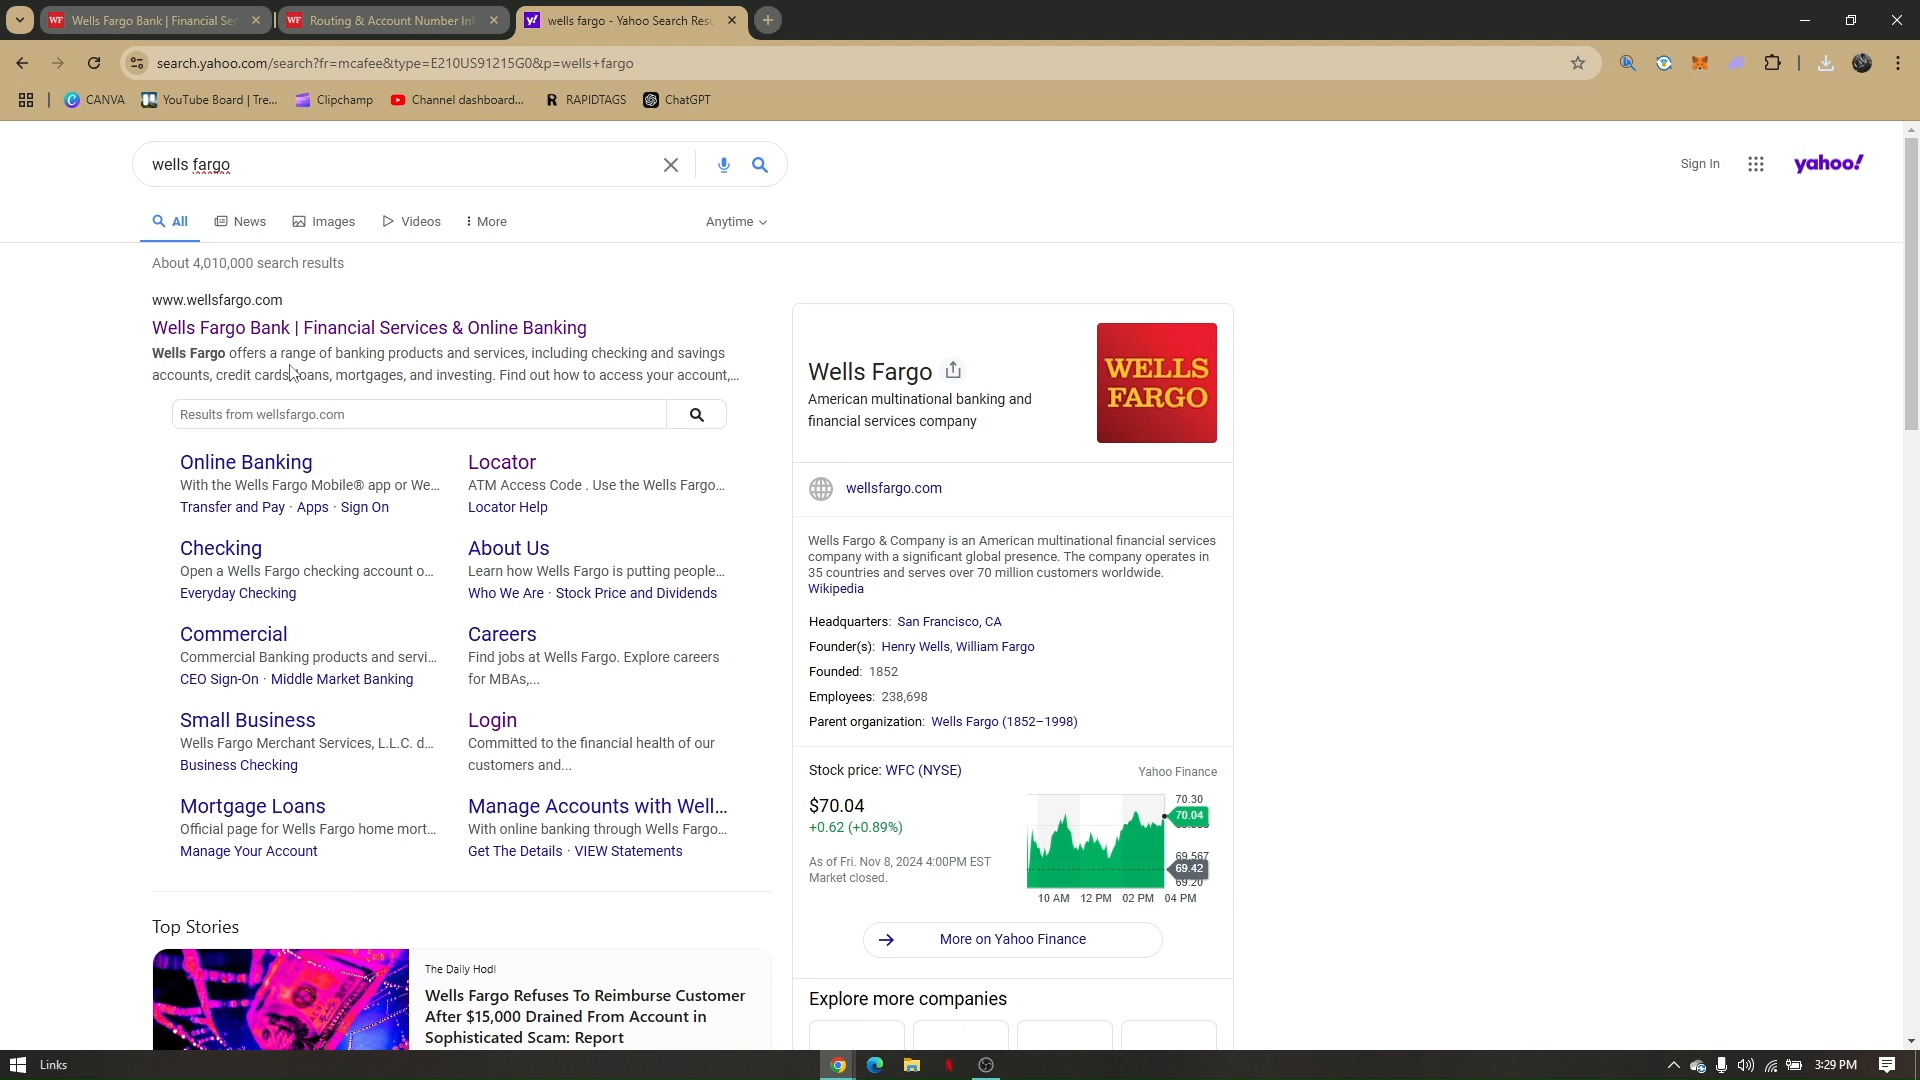 Wells Fargo Bank | Financial Ser
Routing & Account Number In
wells fargo - Yahoo Search Resu
search.yahoo.com/search?fr=mcafee&type=E210US91215G0&p=wells+fargo
CANVA
YouTube Board | Tre...
Clipchamp
Channel dashboard...
RAPIDTAGS
ChatGPT
wells fargo
Sign In
yahoo!
All
News
Images
Videos
More
Anytime
About 4,010,000 search results
www.wellsfargo.com
Wells Fargo Bank | Financial Services & Online Banking
Wells Fargo offers a range of banking products and services, including checking and savings
accounts, credit cards, loans, mortgages, and investing. Find out how to access your account,...
Results from wellsfargo.com
Online Banking
With the Wells Fargo Mobile® app or We...
Transfer and Pay · Apps · Sign On
Locator
ATM Access Code . Use the Wells Fargo...
Locator Help
Checking
Open a Wells Fargo checking account o...
Everyday Checking
About Us
Learn how Wells Fargo is putting people...
Who We Are · Stock Price and Dividends
Commercial
Commercial Banking products and servi...
CEO Sign-On · Middle Market Banking
Careers
Find jobs at Wells Fargo. Explore careers
for MBAs,...
Small Business
Wells Fargo Merchant Services, L.L.C. d...
Business Checking
Login
Committed to the financial health of our
customers and...
Mortgage Loans
Official page for Wells Fargo home mort...
Manage Your Account
Manage Accounts with Well...
With online banking through Wells Fargo...
Get The Details · VIEW Statements
Top Stories
The Daily Hodl
Wells Fargo Refuses To Reimburse Customer
After $15,000 Drained From Account in
Sophisticated Scam: Report
Wells Fargo
American multinational banking and
financial services company
WELLS
FARGO
wellsfargo.com
Wells Fargo & Company is an American multinational financial services
company with a significant global presence. The company operates in
35 countries and serves over 70 million customers worldwide.
Wikipedia
Headquarters: San Francisco, CA
Founder(s): Henry Wells, William Fargo
Founded: 1852
Employees: 238,698
Parent organization: Wells Fargo (1852–1998)
Stock price: WFC (NYSE)
Yahoo Finance
$70.04
+0.62 (+0.89%)
As of Fri. Nov 8, 2024 4:00PM EST
Market closed.
70.30
70.04
69.567
69.42
69.20
10 AM 12 PM 02 PM 04 PM
More on Yahoo Finance
Explore more companies
Links
3:29 PM